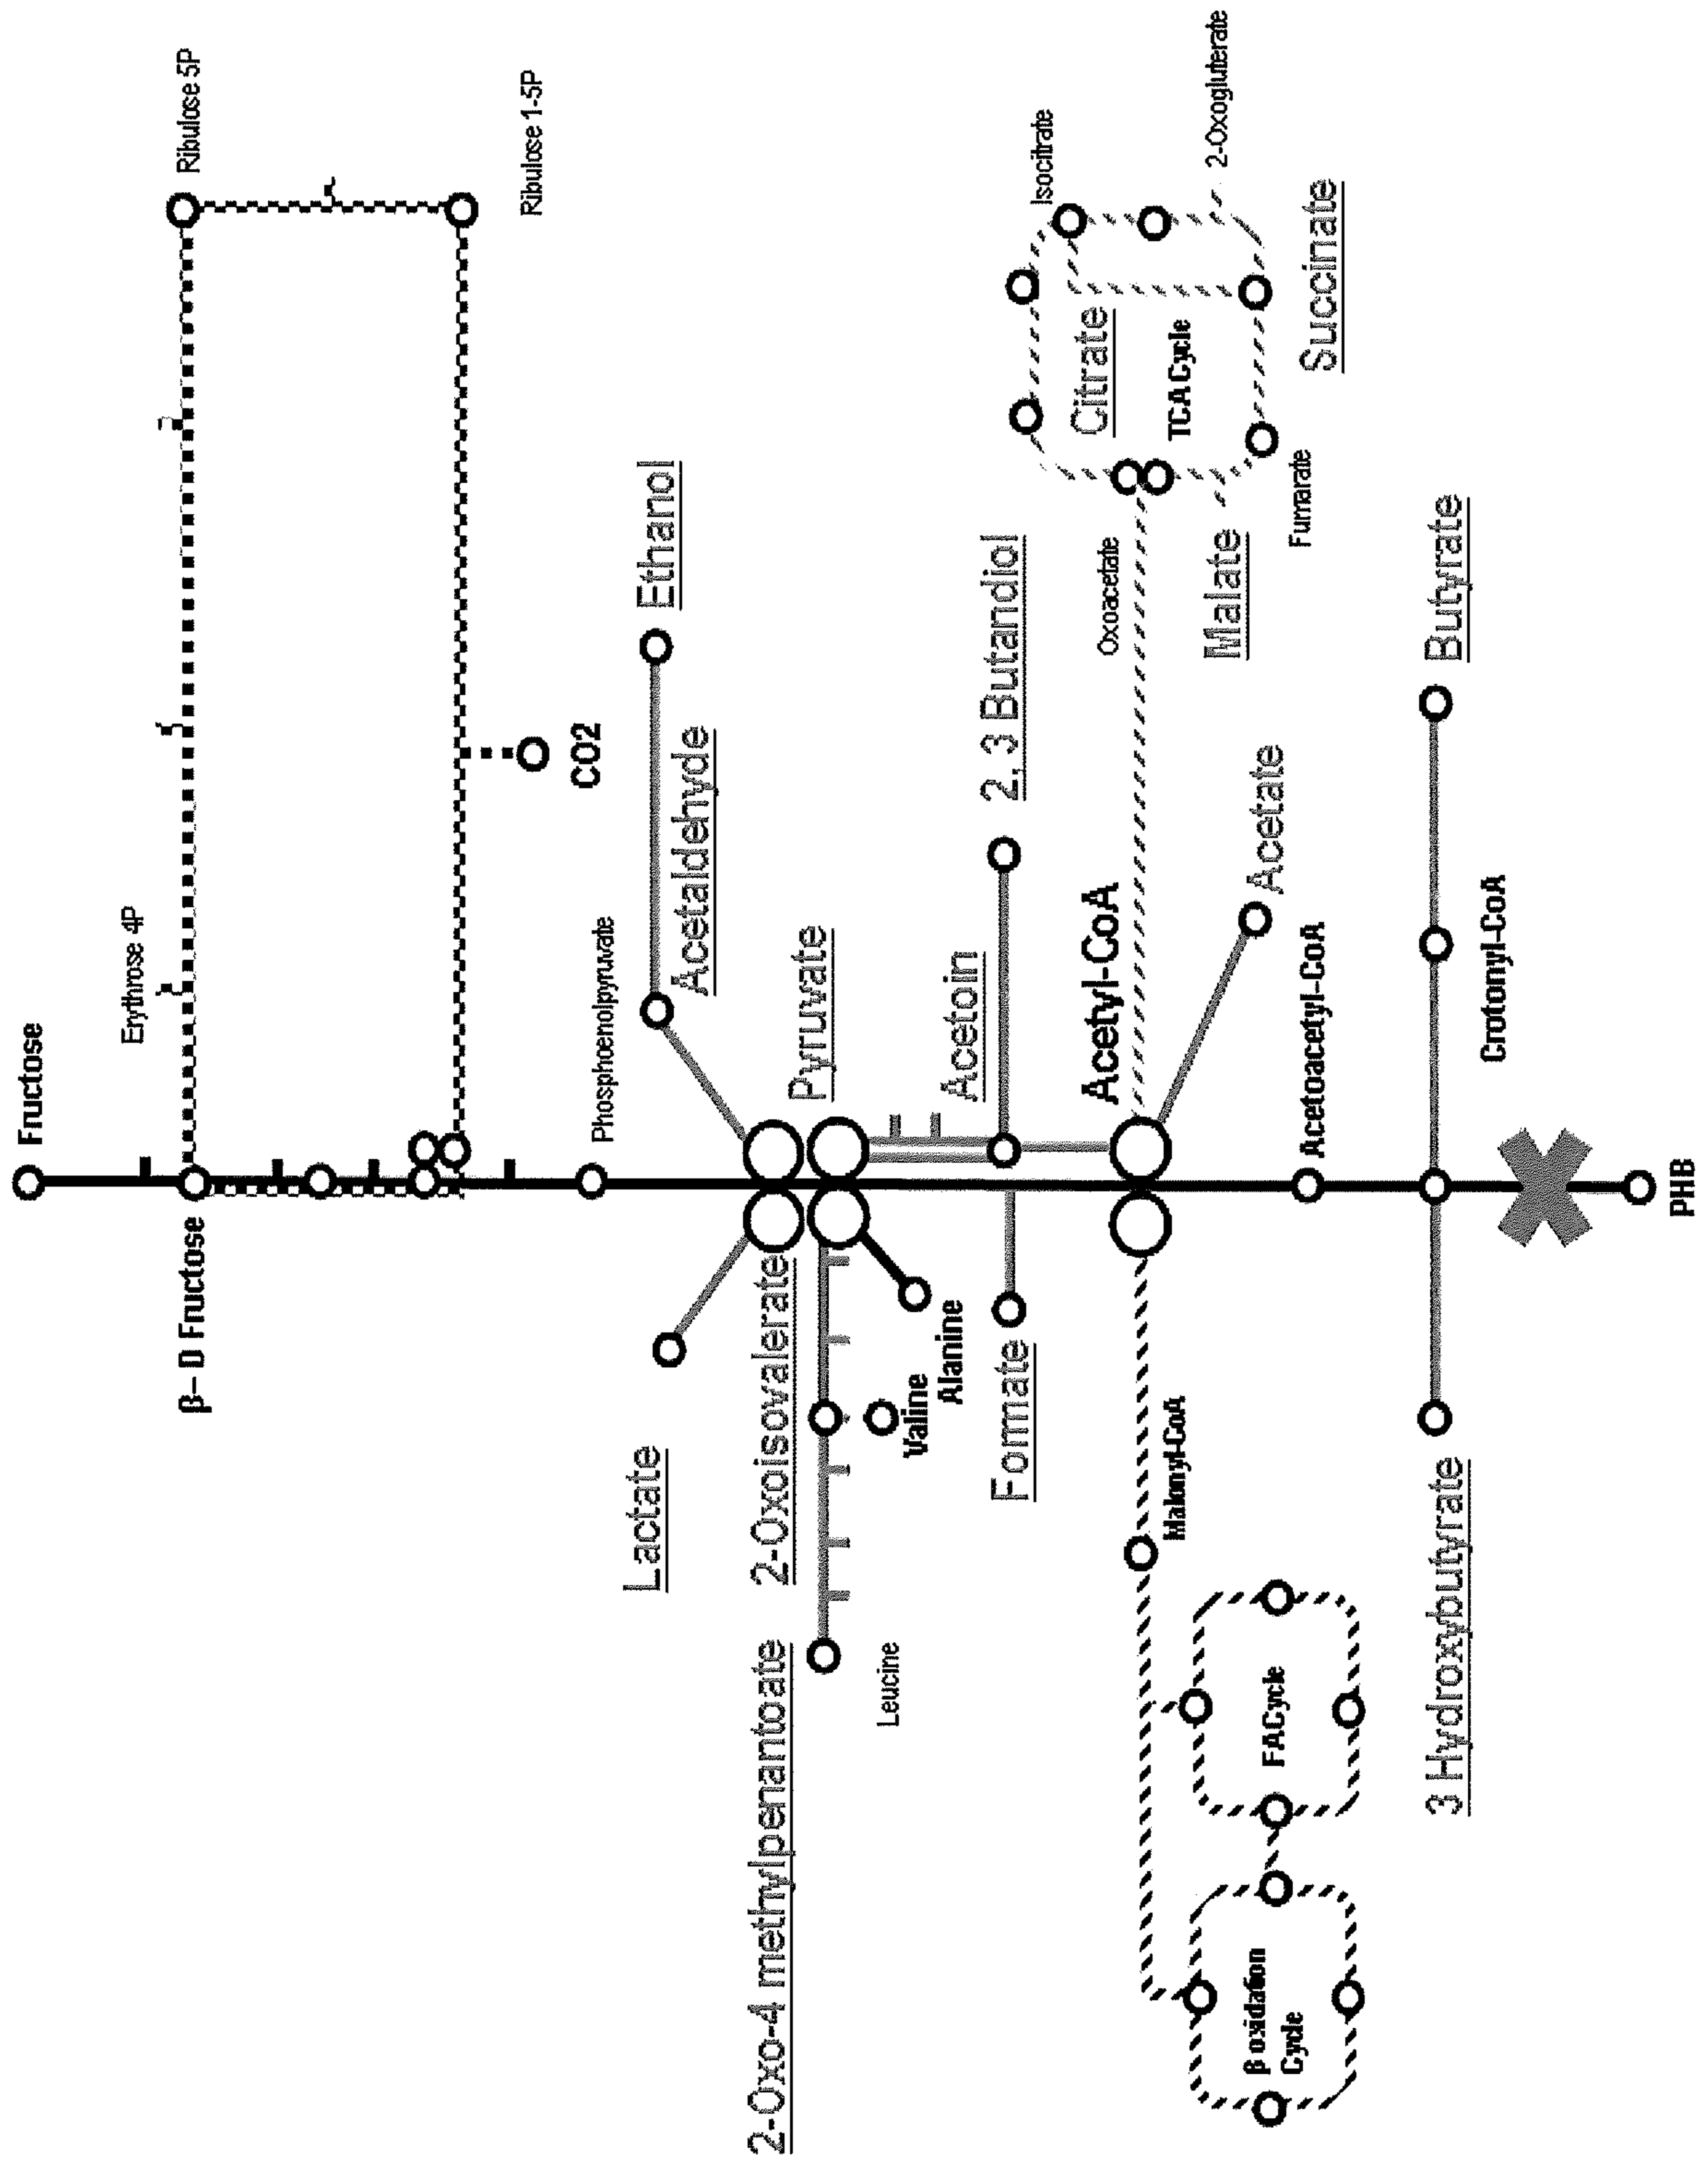 Fructose
Ribulose 5P
Erythrose 4P
β– D Fructose
Ribulose 1-5P
CO2
Phosphoenolpyruvate
Ethanol
Acetaldehyde
Lactate
Pyruvate
2-Oxoisovalerate
2-Oxo-4 methylpenantoate
Leucine
Valine
Alanine
Acetoin
2, 3 Butandiol
Formate
Acetyl-CoA
Oxoacetate
Isocitrate
2-Oxogluterate
Citrate
TCA Cycle
Malate
Fumarate
Succinate
Malonyl-CoA
Acetate
FA Cycle
β oxidation
Cycle
Acetoacetyl-CoA
Butyrate
Crotonyl-CoA
3 Hydroxybutyrate
PHB